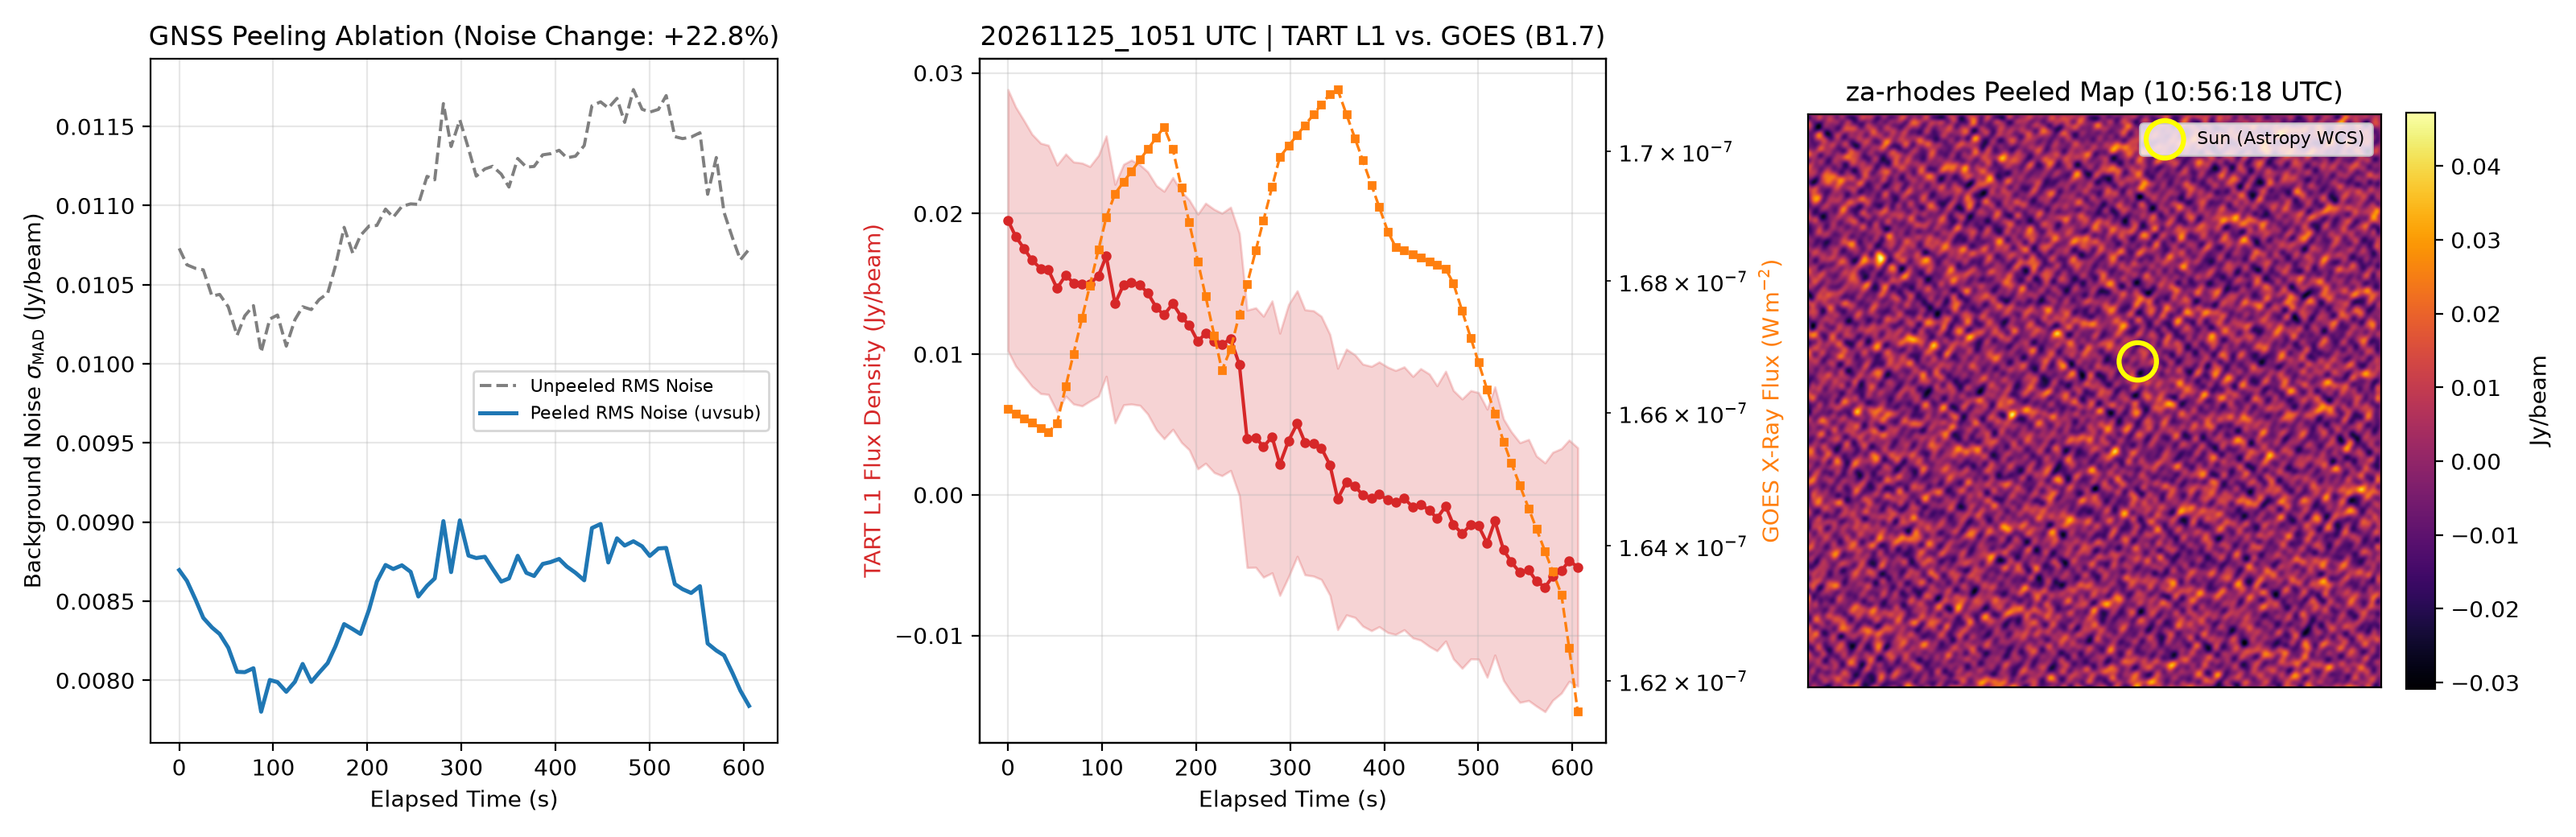 GNSS Peeling Ablation (Noise Change: +22.8%)
Background Noise σ_MAD (Jy/beam)
0.0115
0.0110
0.0105
0.0100
0.0095
0.0090
0.0085
0.0080
Unpeeled RMS Noise
Peeled RMS Noise (uvsub)
0 100 200 300 400 500 600
Elapsed Time (s)
20261125_1051 UTC | TART L1 vs. GOES (B1.7)
TART L1 Flux Density (Jy/beam)
0.03
0.02
0.01
0.00
−0.01
0 100 200 300 400 500 600
Elapsed Time (s)
1.7 × 10⁻⁷
1.68 × 10⁻⁷
1.66 × 10⁻⁷
1.64 × 10⁻⁷
1.62 × 10⁻⁷
GOES X-Ray Flux (W m⁻²)
za-rhodes Peeled Map (10:56:18 UTC)
Sun (Astropy WCS)
0.04
0.03
0.02
0.01
0.00
−0.01
−0.02
−0.03
Jy/beam